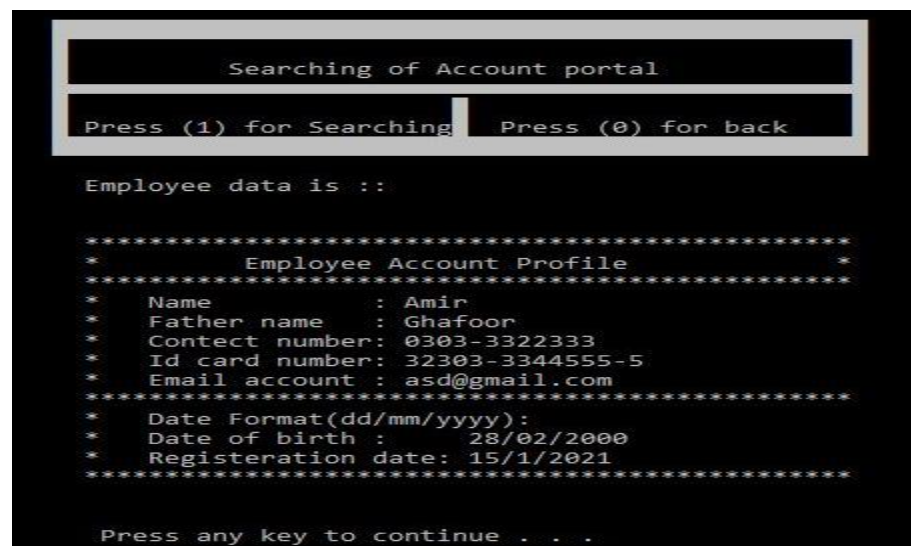 Searching of Account portal
Press (1) for Searching Press (0) for back
Employee data is ::
************************************************
* Employee Account Profile *
************************************************
* Name : Amir
* Father name : Ghafoor
* Contect number: 0303-3322333
* Id card number: 32303-3344555-5
* Email account : asd@gmail.com
************************************************
* Date Format(dd/mm/yyyy):
* Date of birth : 28/02/2000
* Registeration date: 15/1/2021
************************************************
Press any key to continue . . .